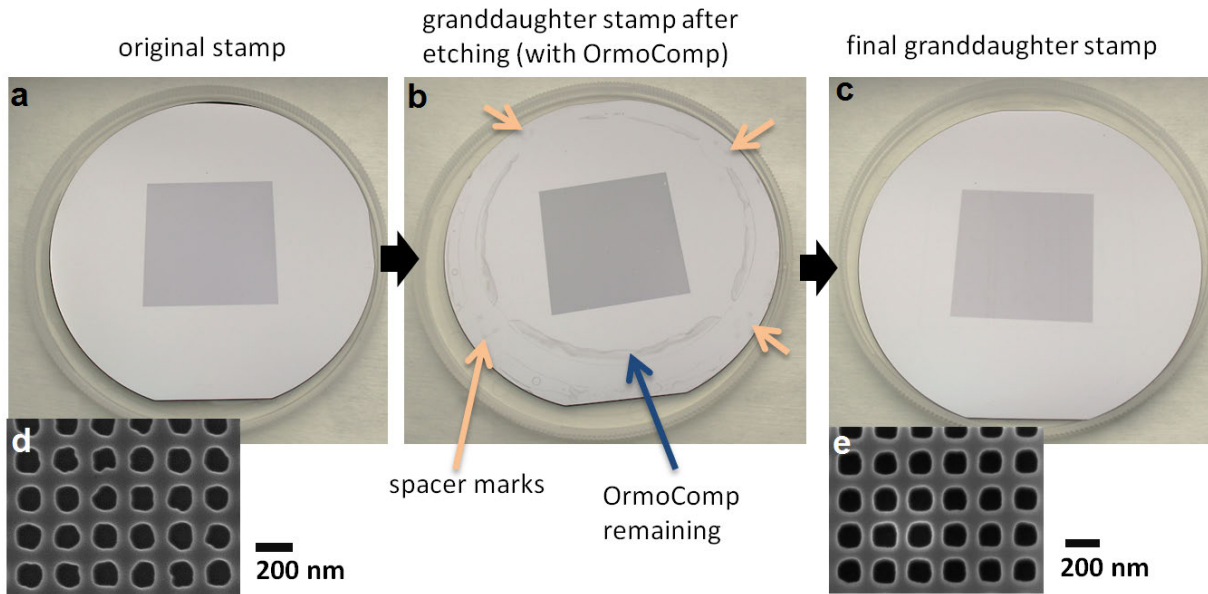 original stamp
granddaughter stamp after
etching (with OrmoComp)
final granddaughter stamp
a
b
c
spacer marks
OrmoComp
remaining
d
200 nm
e
200 nm